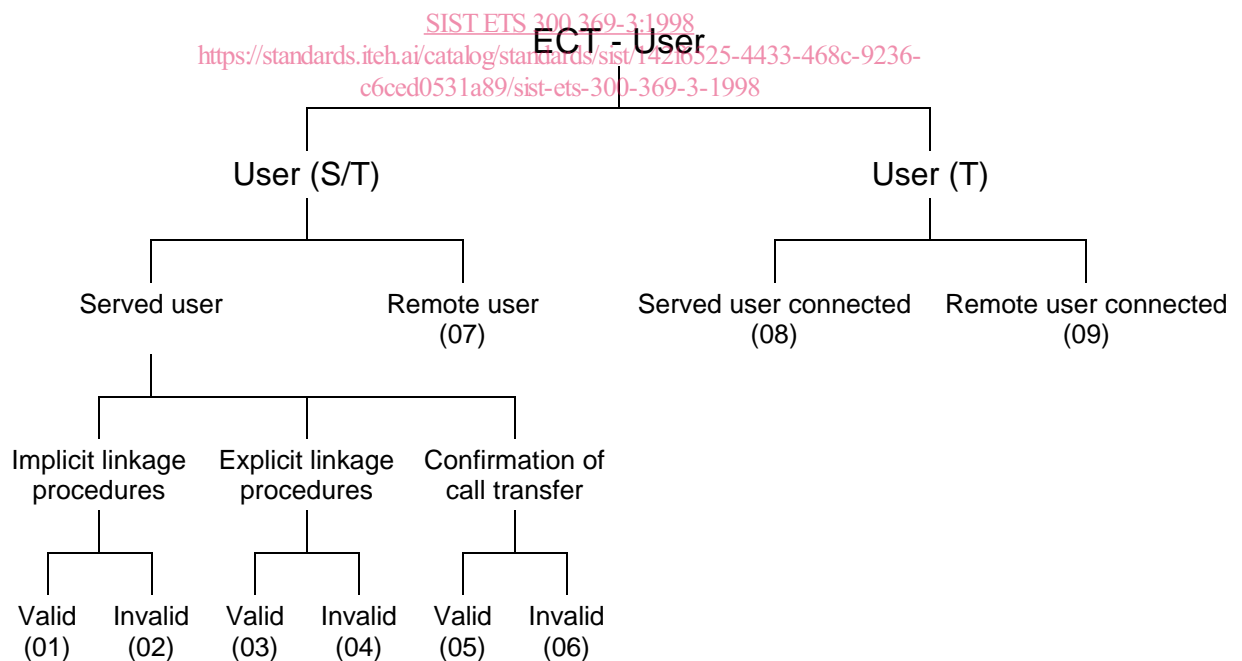 SIST ETS 300 369-3:1998
ECT - User
https://standards.iteh.ai/catalog/standards/sist/142f6525-4433-468c-9236-
c6ced0531a89/sist-ets-300-369-3-1998
User (S/T)
User (T)
Served user
Remote user
(07)
Served user connected
(08)
Remote user connected
(09)
Implicit linkage
procedures
Explicit linkage
procedures
Confirmation of
call transfer
Valid
(01)
Invalid
(02)
Valid
(03)
Invalid
(04)
Valid
(05)
Invalid
(06)